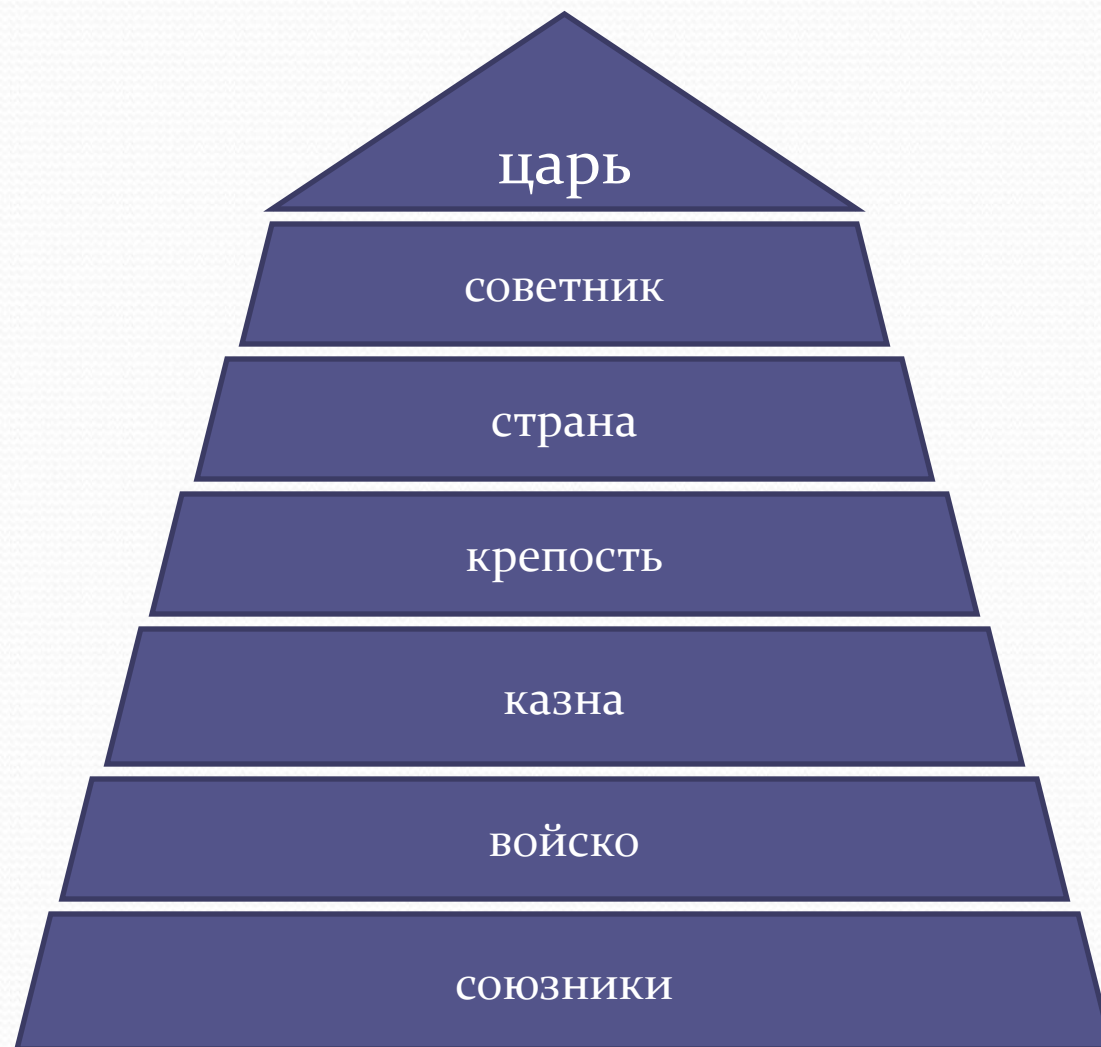 царь
советник
страна
крепость
казна
войско
союзники